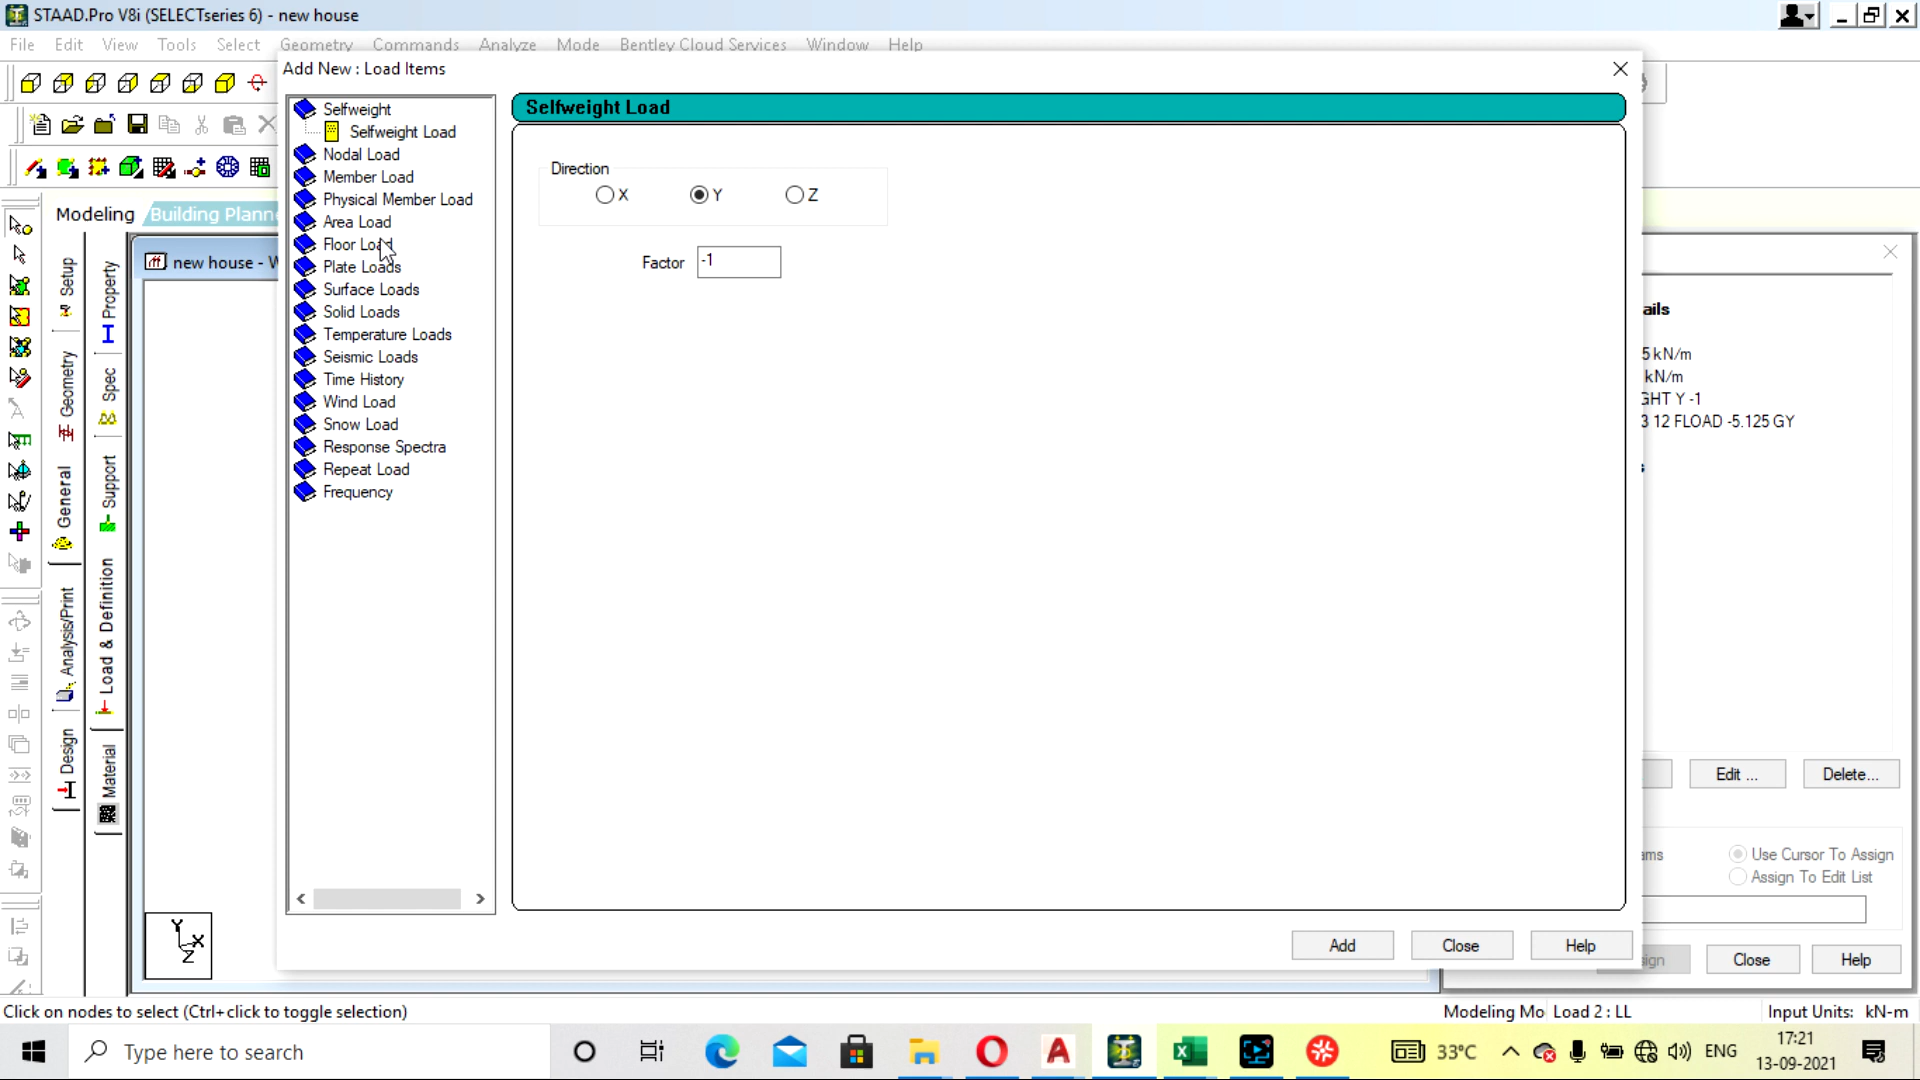 STAAD.Pro V8i (SELECTseries 6) - new house
File Edit View Tools Select Geometry Commands Analyze Mode Bentley Cloud Services Window Help
Add New : Load Items
Selfweight
Selfweight Load
Nodal Load
Member Load
Physical Member Load
Area Load
Floor Load
Plate Loads
Surface Loads
Solid Loads
Temperature Loads
Seismic Loads
Time History
Wind Load
Snow Load
Response Spectra
Repeat Load
Frequency
Selfweight Load
Direction
X Y Z
Factor -1
Add Close Help
Modeling Building Planne
new house - W
Setup
Geometry
General
Analysis/Print
Design
Property
Spec
Support
Load & Definition
Material
Y
X
Z
ails
5 kN/m
kN/m
GHT Y -1
3 12 FLOAD -5.125 GY
Edit ... Delete...
Use Cursor To Assign
Assign To Edit List
Close Help
Click on nodes to select (Ctrl+click to toggle selection)
Modeling Mo Load 2 : LL Input Units: kN-m
Type here to search
33°C ENG
17:21
13-09-2021